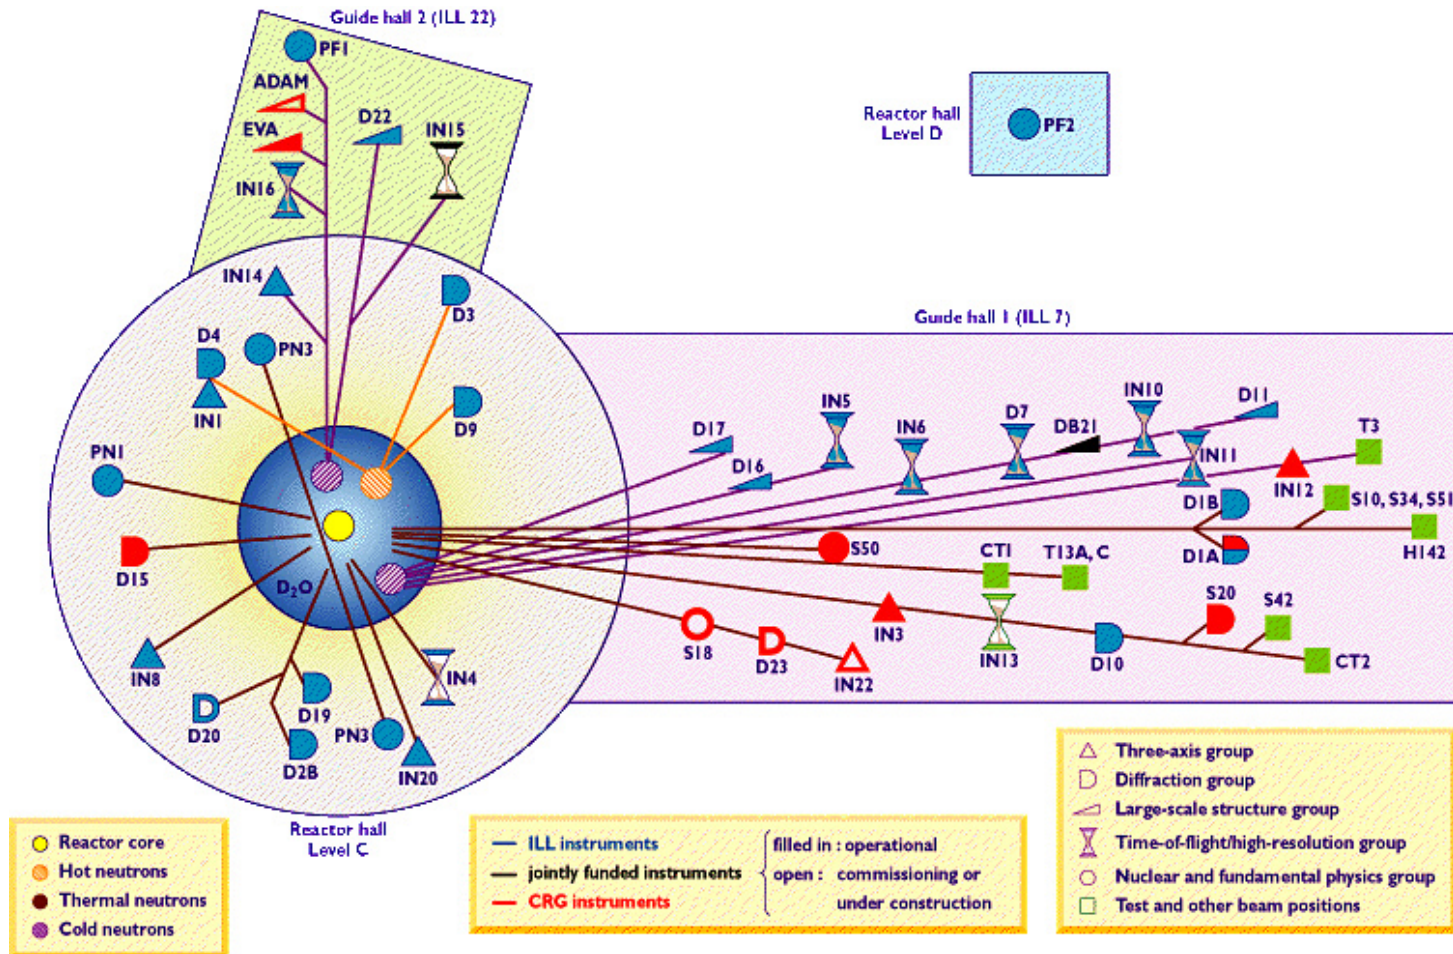 Guide hall 2 (ILL 22)
PF1
ADAM
EVA
D22
IN15
IN16
Reactor hall
Level D
PF2
IN14
D3
D4
PN3
IN1
D9
PN1
D15
D₂O
IN8
D20
D19
D2B
PN3
IN20
IN4
Reactor hall
Level C
Guide hall 1 (ILL 7)
D17
D16
IN5
IN6
D7
DB21
IN10
D11
IN11
T3
IN12
D1B
S10, S34, S51
D1A
H142
S50
CT1
T13A, C
S18
D23
IN22
IN3
IN13
D10
S20
S42
CT2
Reactor core
Hot neutrons
Thermal neutrons
Cold neutrons
ILL instruments
jointly funded instruments
CRG instruments
filled in : operational
open : commissioning or
under construction
Three-axis group
Diffraction group
Large-scale structure group
Time-of-flight/high-resolution group
Nuclear and fundamental physics group
Test and other beam positions